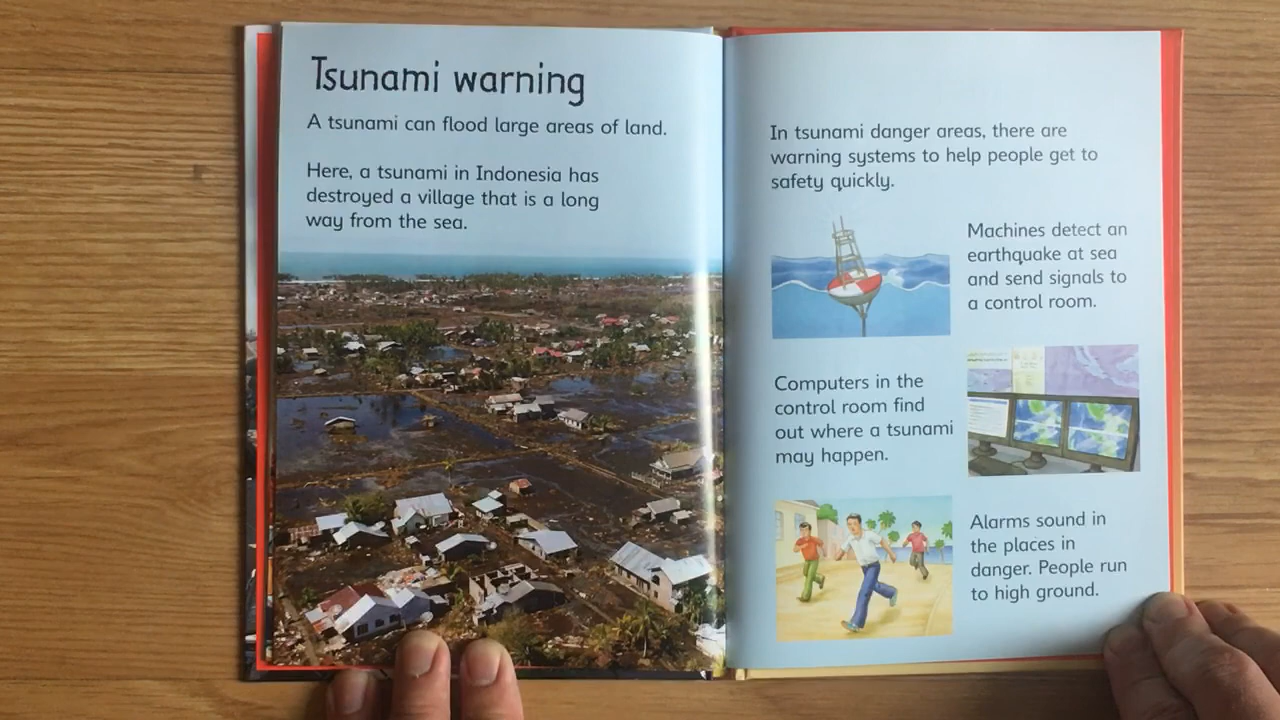 Tsunami warning
A tsunami can flood large areas of land.
Here, a tsunami in Indonesia has
destroyed a village that is a long
way from the sea.
In tsunami danger areas, there are
warning systems to help people get to
safety quickly.
Machines detect an
earthquake at sea
and send signals to
a control room.
Computers in the
control room find
out where a tsunami
may happen.
Alarms sound in
the places in
danger. People run
to high ground.